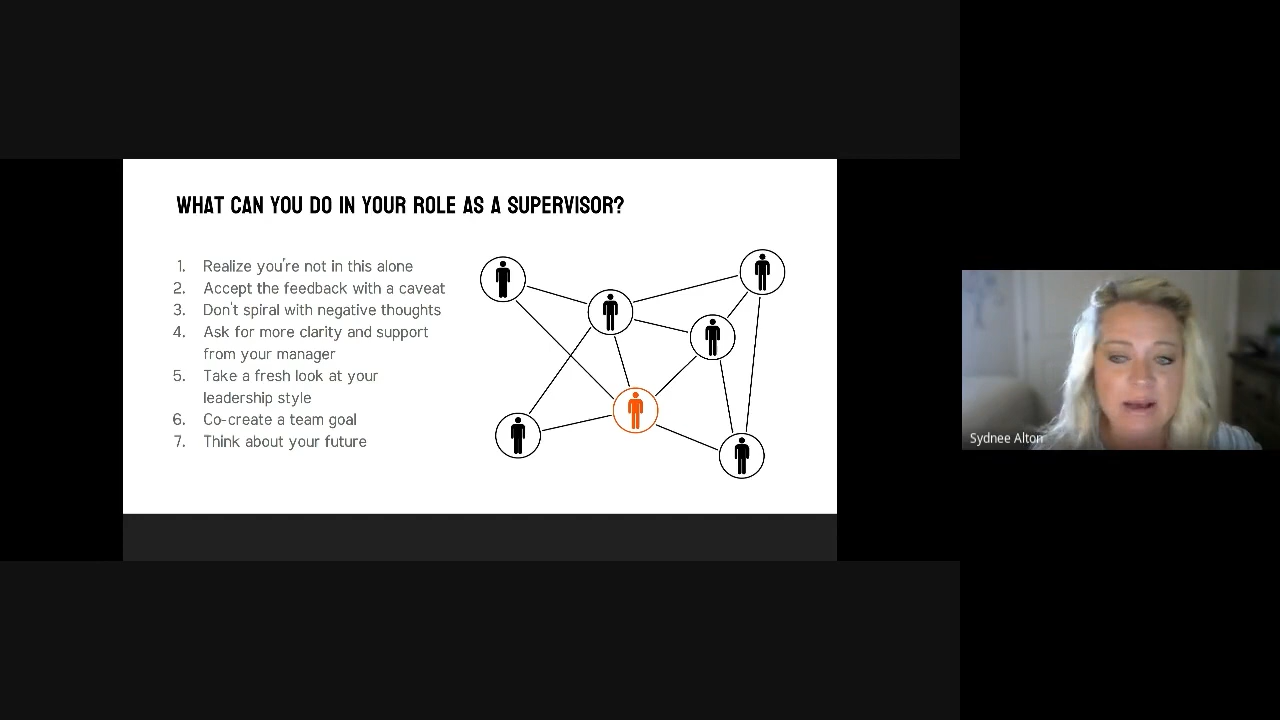 WHAT CAN YOU DO IN YOUR ROLE AS A SUPERVISOR?
1. Realize you're not in this alone
2. Accept the feedback with a caveat
3. Don't spiral with negative thoughts
4. Ask for more clarity and support
from your manager
5. Take a fresh look at your
leadership style
6. Co-create a team goal
7. Think about your future
Sydnee Alton